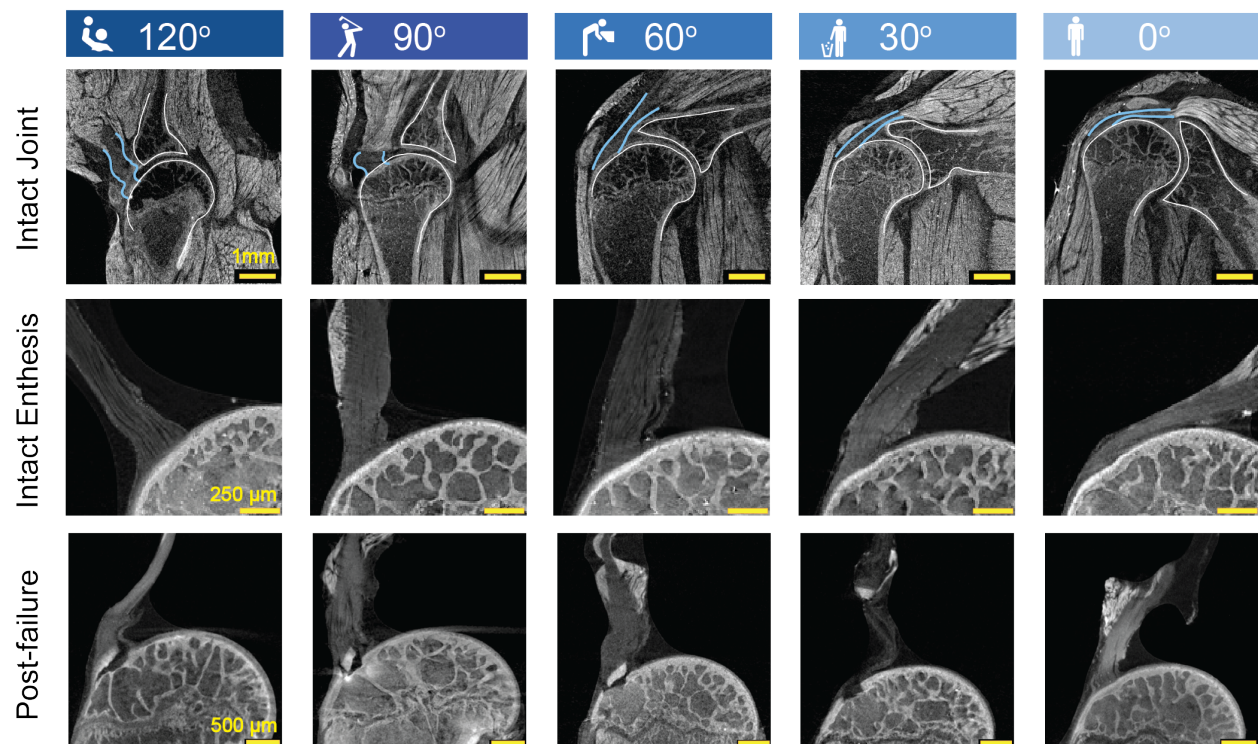 120°
90°
60°
30°
0°
Intact Joint
1mm
Intact Enthesis
250 µm
Post-failure
500 µm